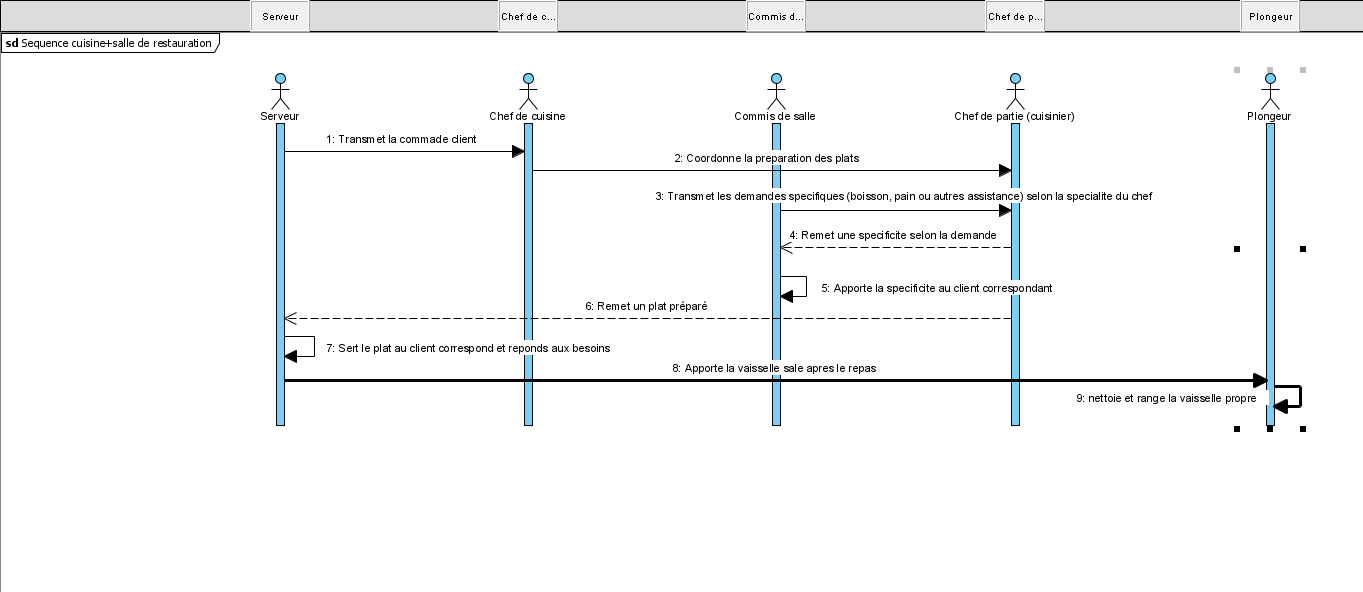 Serveur
Chef de c...
Commis d...
Chef de p...
Plongeur
sd Sequence cuisine+salle de restauration
Serveur
Chef de cuisine
Commis de salle
Chef de partie (cuisinier)
Plongeur
1: Transmet la commade client
2: Coordonne la preparation des plats
3: Transmet les demandes specifiques (boisson, pain ou autres assistance) selon la specialite du chef
4: Remet une specificite selon la demande
5: Apporte la specificite au client correspondant
6: Remet un plat préparé
7: Sert le plat au client correspond et reponds aux besoins
8: Apporte la vaisselle sale apres le repas
9: nettoie et range la vaisselle propre